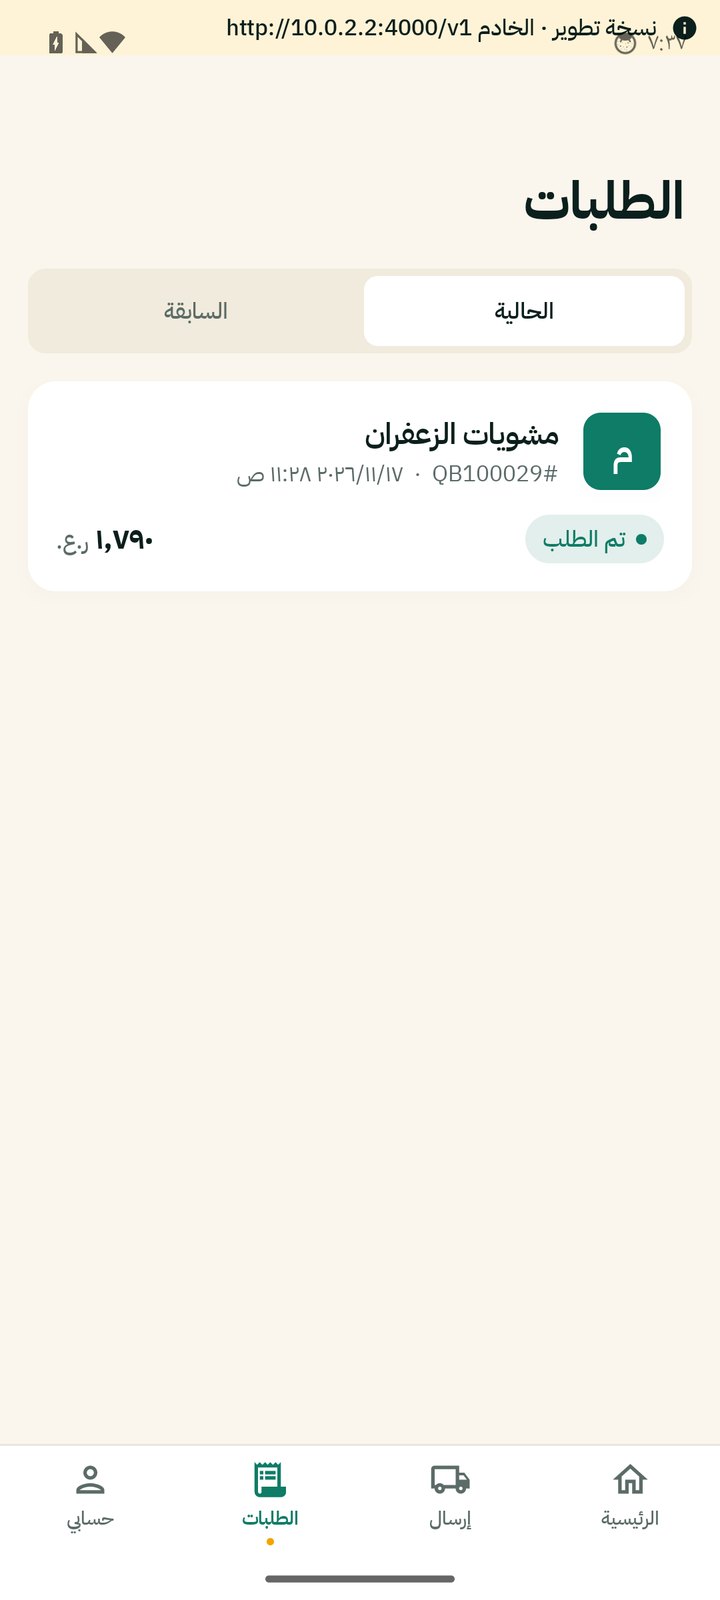 نسخة تطوير · الخادم http://10.0.2.2:4000/v1
٧:٣٧
الطلبات
الحالية
السابقة
م
مشويات الزعفران
#QB100029 · ٢٠٢٦/١١/١٧ ١١:٢٨ ص
تم الطلب
١,٧٩٠ ر.ع.
الرئيسية
إرسال
الطلبات
حسابي